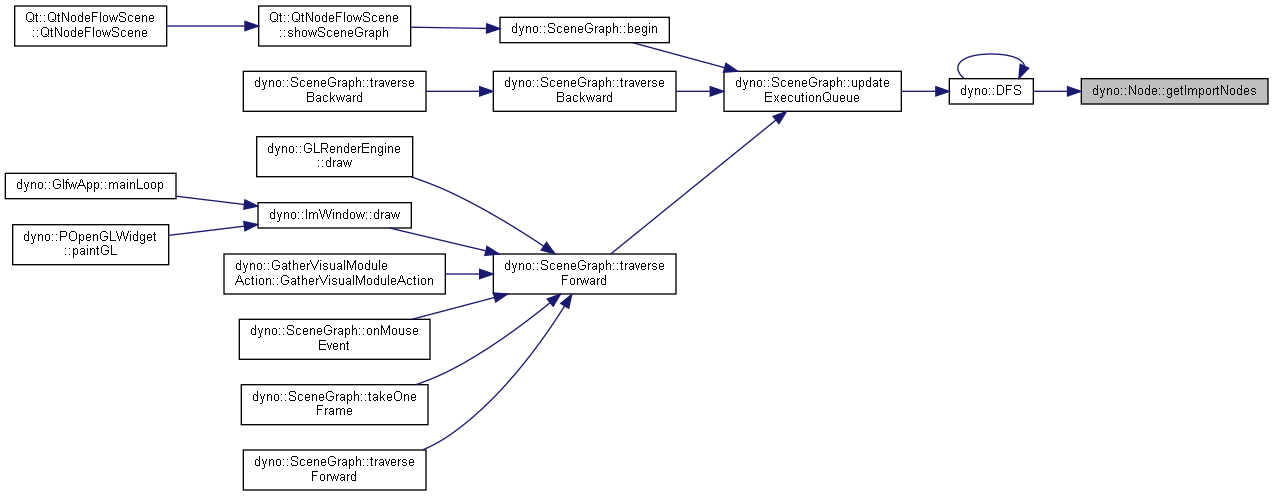 Qt::QtNodeFlowScene
::QtNodeFlowScene
Qt::QtNodeFlowScene
::showSceneGraph
dyno::SceneGraph::begin
dyno::SceneGraph::traverse
Backward
dyno::SceneGraph::traverse
Backward
dyno::SceneGraph::update
ExecutionQueue
dyno::DFS
dyno::Node::getImportNodes
dyno::GLRenderEngine
::draw
dyno::GlfwApp::mainLoop
dyno::ImWindow::draw
dyno::POpenGLWidget
::paintGL
dyno::GatherVisualModule
Action::GatherVisualModuleAction
dyno::SceneGraph::traverse
Forward
dyno::SceneGraph::onMouse
Event
dyno::SceneGraph::takeOne
Frame
dyno::SceneGraph::traverse
Forward